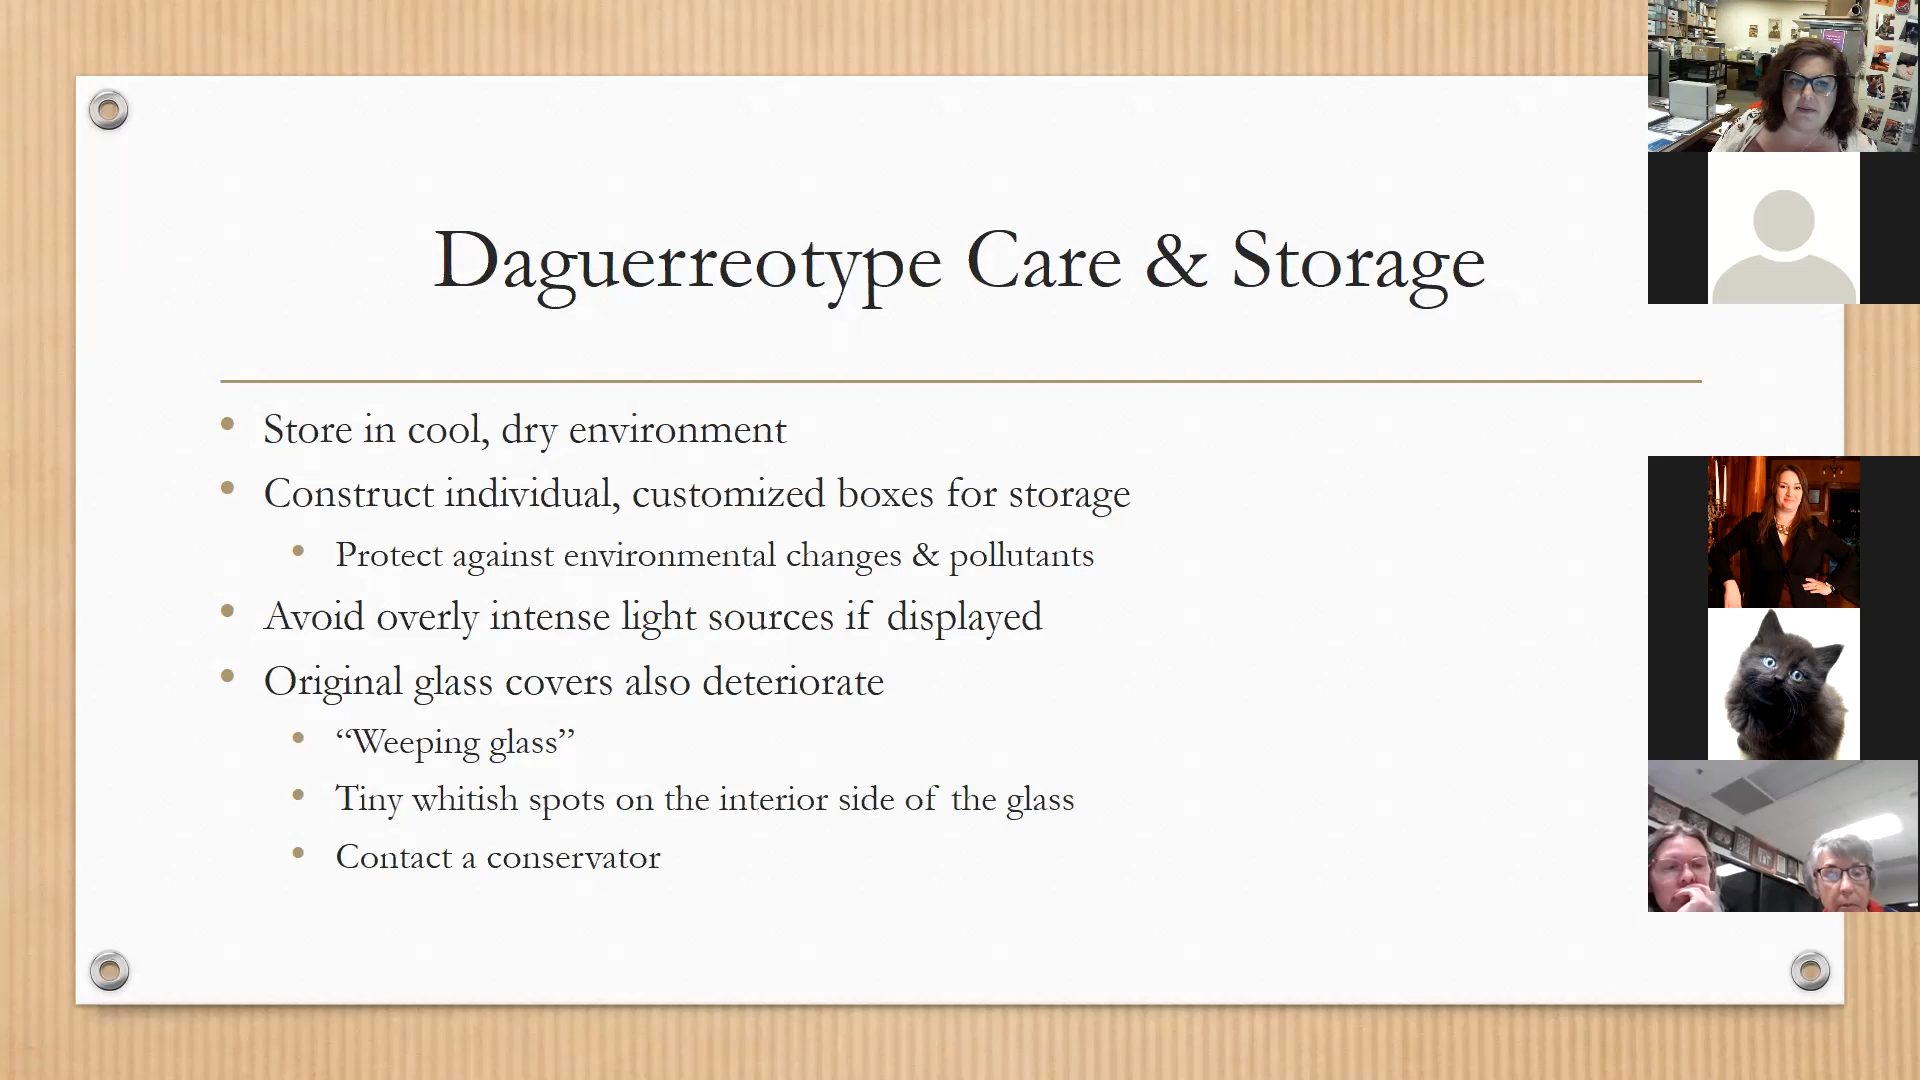 Daguerreotype Care & Storage
Store in cool, dry environment
Construct individual, customized boxes for storage
Protect against environmental changes & pollutants
Avoid overly intense light sources if displayed
Original glass covers also deteriorate
“Weeping glass”
Tiny whitish spots on the interior side of the glass
Contact a conservator